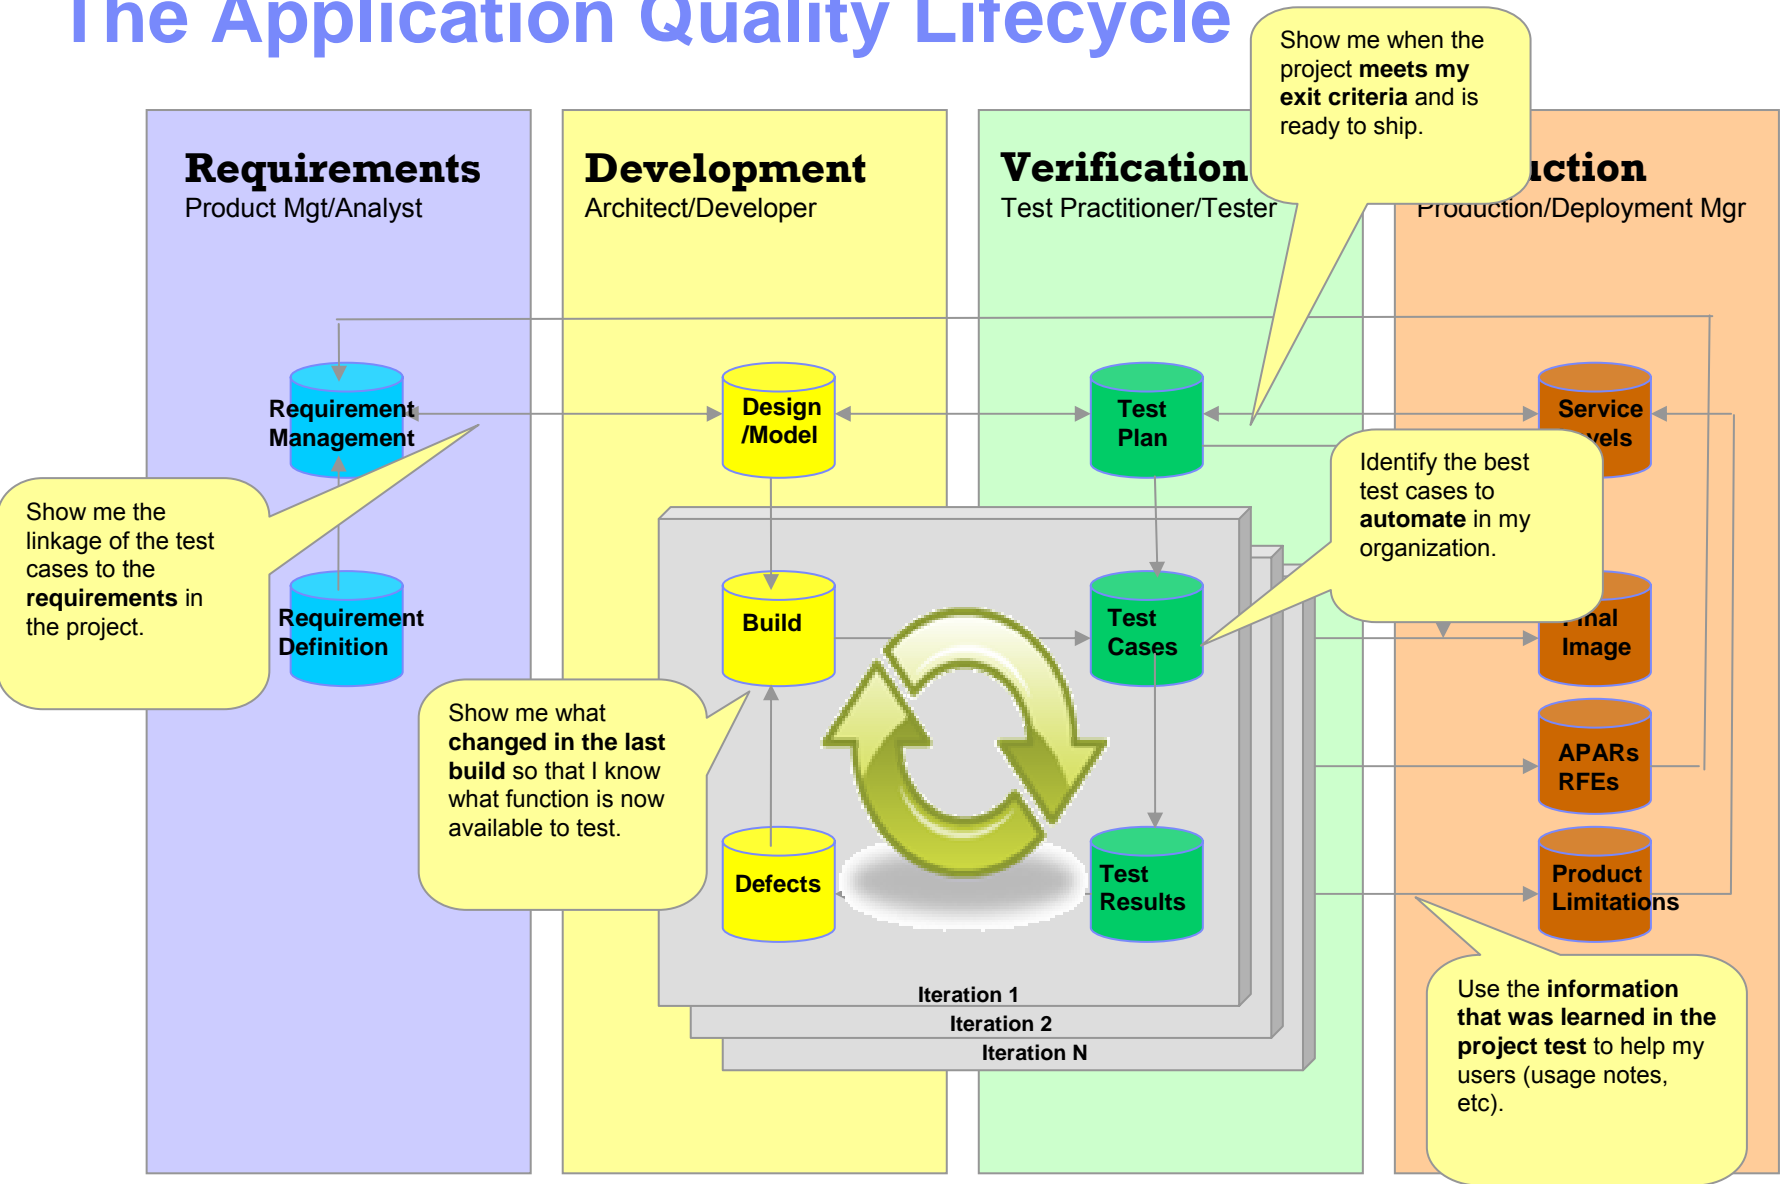 The Application Quality Lifecycle
Show me when the
project meets my
exit criteria and is
ready to ship.
Requirements
Product Mgt/Analyst
Development
Architect/Developer
Verification
Test Practitioner/Tester
Production/Deployment Mgr
Requirement
Management
Design
/Model
Test
Plan
Service
Show me the
linkage of the test
cases to the
requirements in
the project.
Identify the best
test cases to
automate in my
organization.
Requirement
Definition
Build
Test
Cases
Final
Image
Show me what
changed in the last
build so that I know
what function is now
available to test.
APARs
RFEs
Defects
Test
Results
Product
Limitations
Iteration 1
Iteration 2
Iteration N
Use the information
that was learned in the
project test to help my
users (usage notes,
etc).